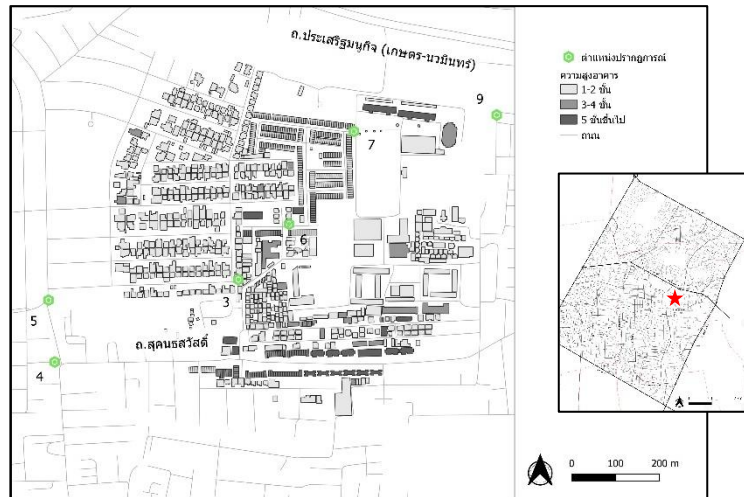 ถ.ประเสริฐมนูกิจ (เกษตร-นวมินทร์)
9
7
6
3
5
ถ.สุคนธสวัสดิ์
4
ตำแหน่งปรากฏการณ์
ความสูงอาคาร
1-2 ชั้น
3-4 ชั้น
5 ชั้นขึ้นไป
ถนน
0 100 200 m